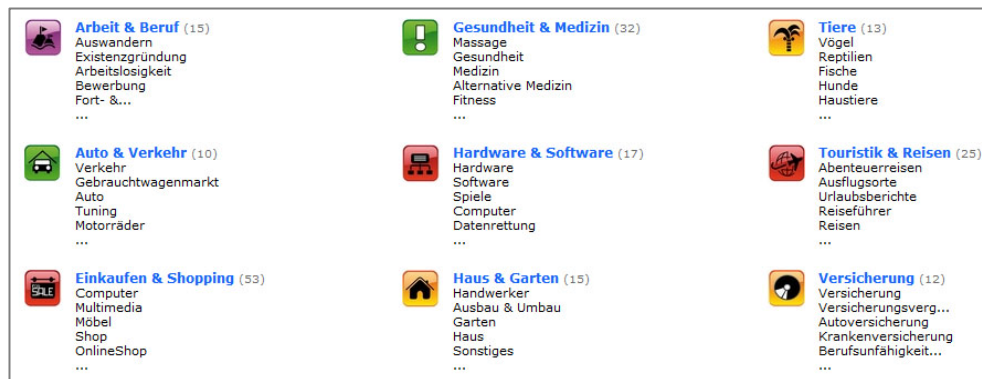 Arbeit & Beruf (15)
Auswandern
Existenzgründung
Arbeitslosigkeit
Bewerbung
Fort- &...
...
Gesundheit & Medizin (32)
Massage
Gesundheit
Medizin
Alternative Medizin
Fitness
...
Tiere (13)
Vögel
Reptilien
Fische
Hunde
Haustiere
...
Auto & Verkehr (10)
Verkehr
Gebrauchtwagenmarkt
Auto
Tuning
Motorräder
...
Hardware & Software (17)
Hardware
Software
Spiele
Computer
Datenrettung
...
Touristik & Reisen (25)
Abenteuerreisen
Ausflugsorte
Urlaubsberichte
Reiseführer
Reisen
...
SALE
Einkaufen & Shopping (53)
Computer
Multimedia
Möbel
Shop
OnlineShop
...
Haus & Garten (15)
Handwerker
Ausbau & Umbau
Garten
Haus
Sonstiges
...
Versicherung (12)
Versicherung
Versicherungsverg...
Autoversicherung
Krankenversicherung
Berufsunfähigkeit...
...